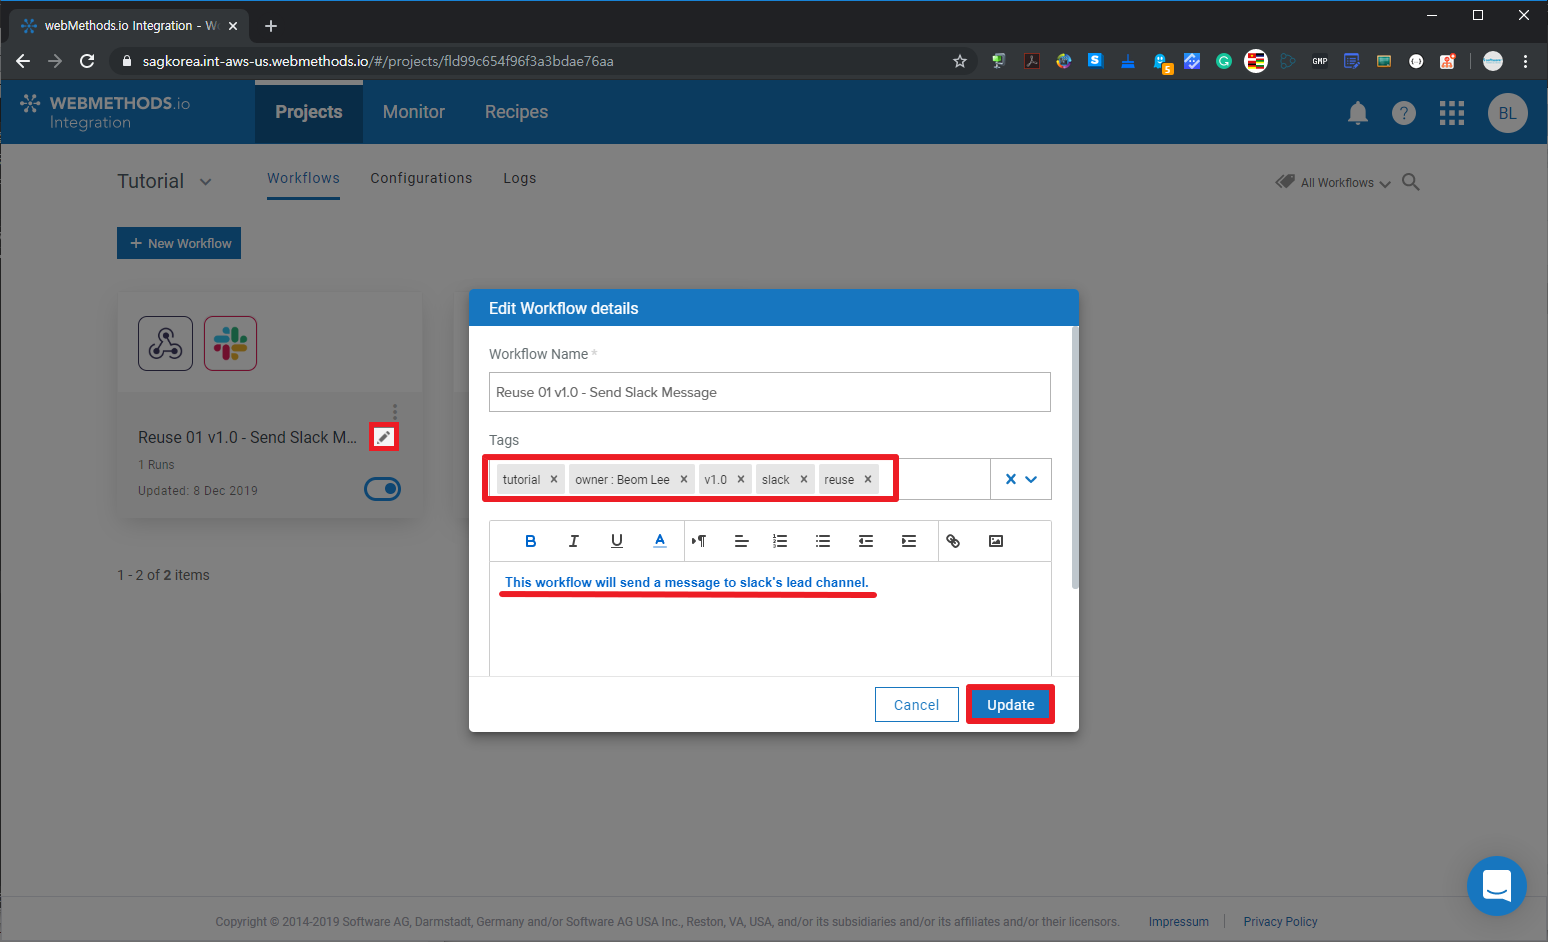 webMethods.io Integration - W
sagkorea.int-aws-us.webmethods.io/#/projects/fld99c654f96f3a3bdae76aa
S
5
G
GMP
WEBMETHODS.io
Integration
Projects
Monitor
Recipes
?
BL
Tutorial
Workflows
Configurations
Logs
All Workflows
+ New Workflow
Edit Workflow details
Workflow Name *
Reuse 01 v1.0 - Send Slack Message
Reuse 01 v1.0 - Send Slack M...
1 Runs
Updated: 8 Dec 2019
Tags
tutorial × owner : Beom Lee × v1.0 × slack × reuse ×
B I U A
This workflow will send a message to slack's lead channel.
1 - 2 of 2 items
Cancel
Update
Copyright © 2014-2019 Software AG, Darmstadt, Germany and/or Software AG USA Inc., Reston, VA, USA, and/or its subsidiaries and/or its affiliates and/or their licensors.
Impressum
Privacy Policy